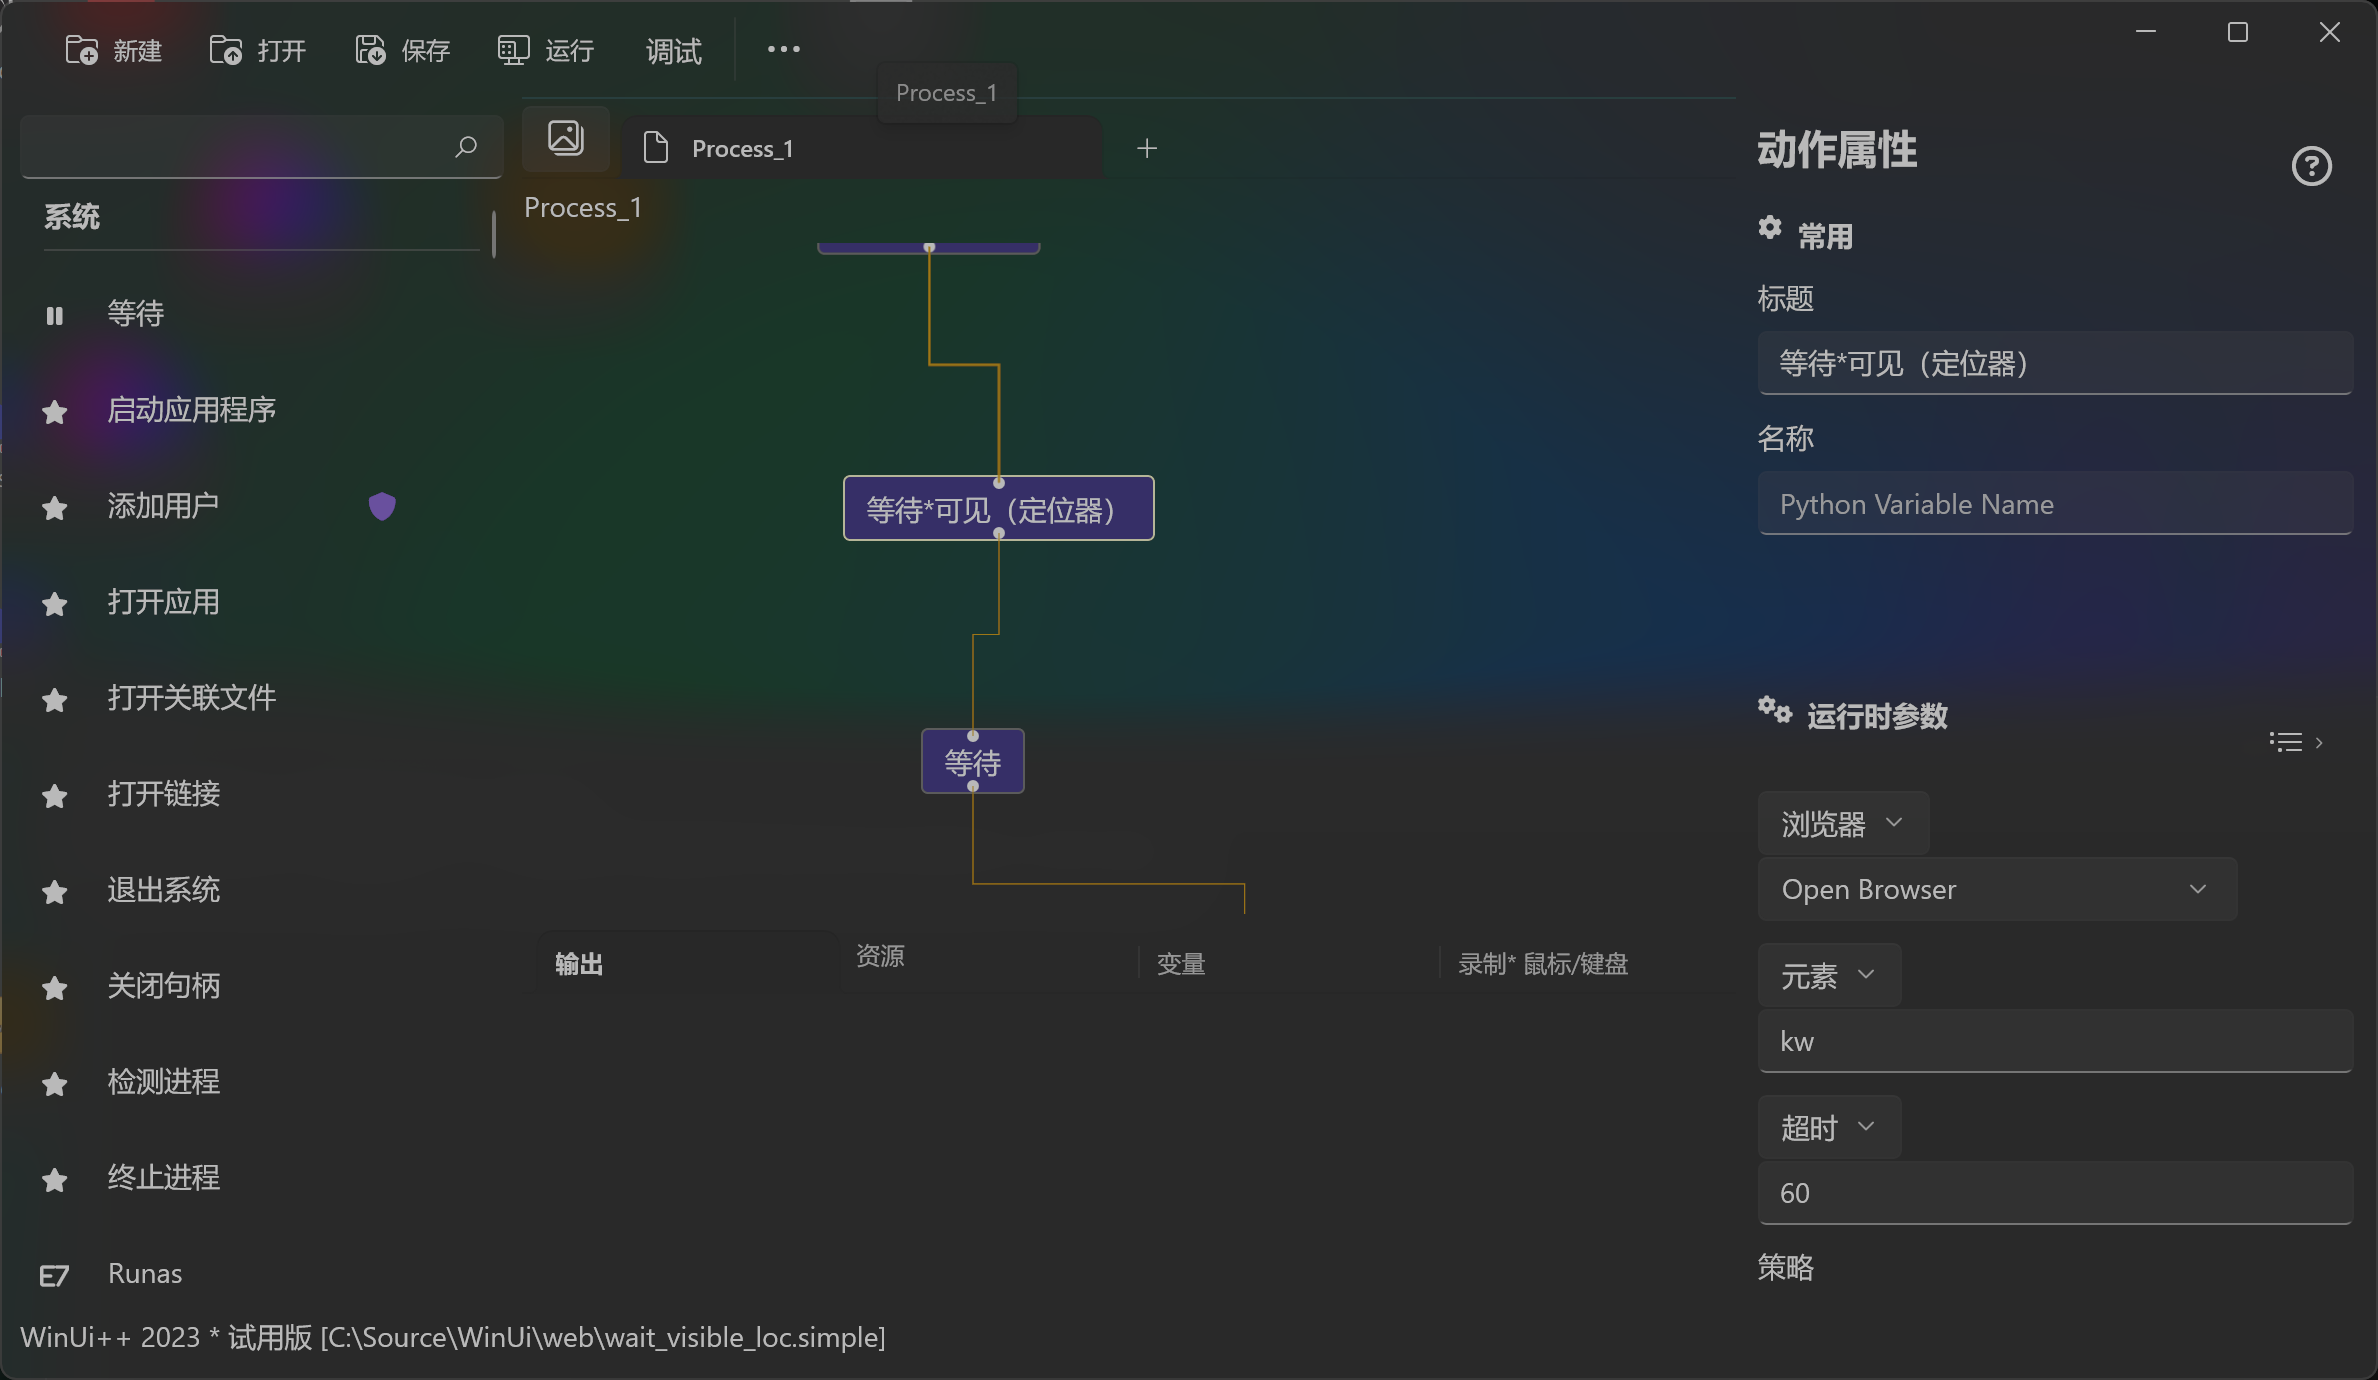 新建
打开
保存
运行
调试
Process_1
Process_1
Process_1
系统
等待
启动应用程序
添加用户
打开应用
打开关联文件
打开链接
退出系统
关闭句柄
检测进程
终止进程
Runas
等待*可见（定位器）
等待
输出
资源
变量
录制* 鼠标/键盘
动作属性
常用
标题
等待*可见（定位器）
名称
Python Variable Name
运行时参数
浏览器
Open Browser
元素
kw
超时
60
策略
WinUi++ 2023 * 试用版 [C:\Source\WinUi\web\wait_visible_loc.simple]